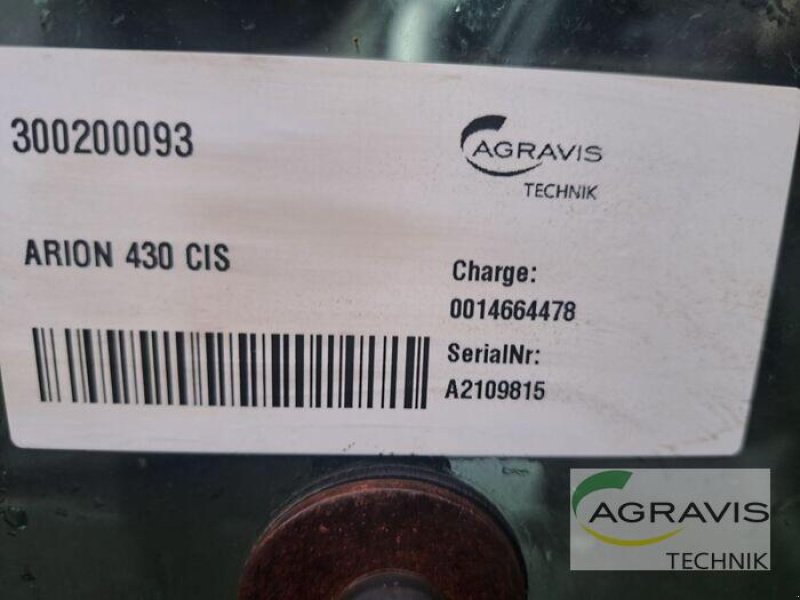 300200093
AGRAVIS
TECHNIK
ARION 430 CIS
Charge:
0014664478
SerialNr:
A2109815
AGRAVIS
TECHNIK